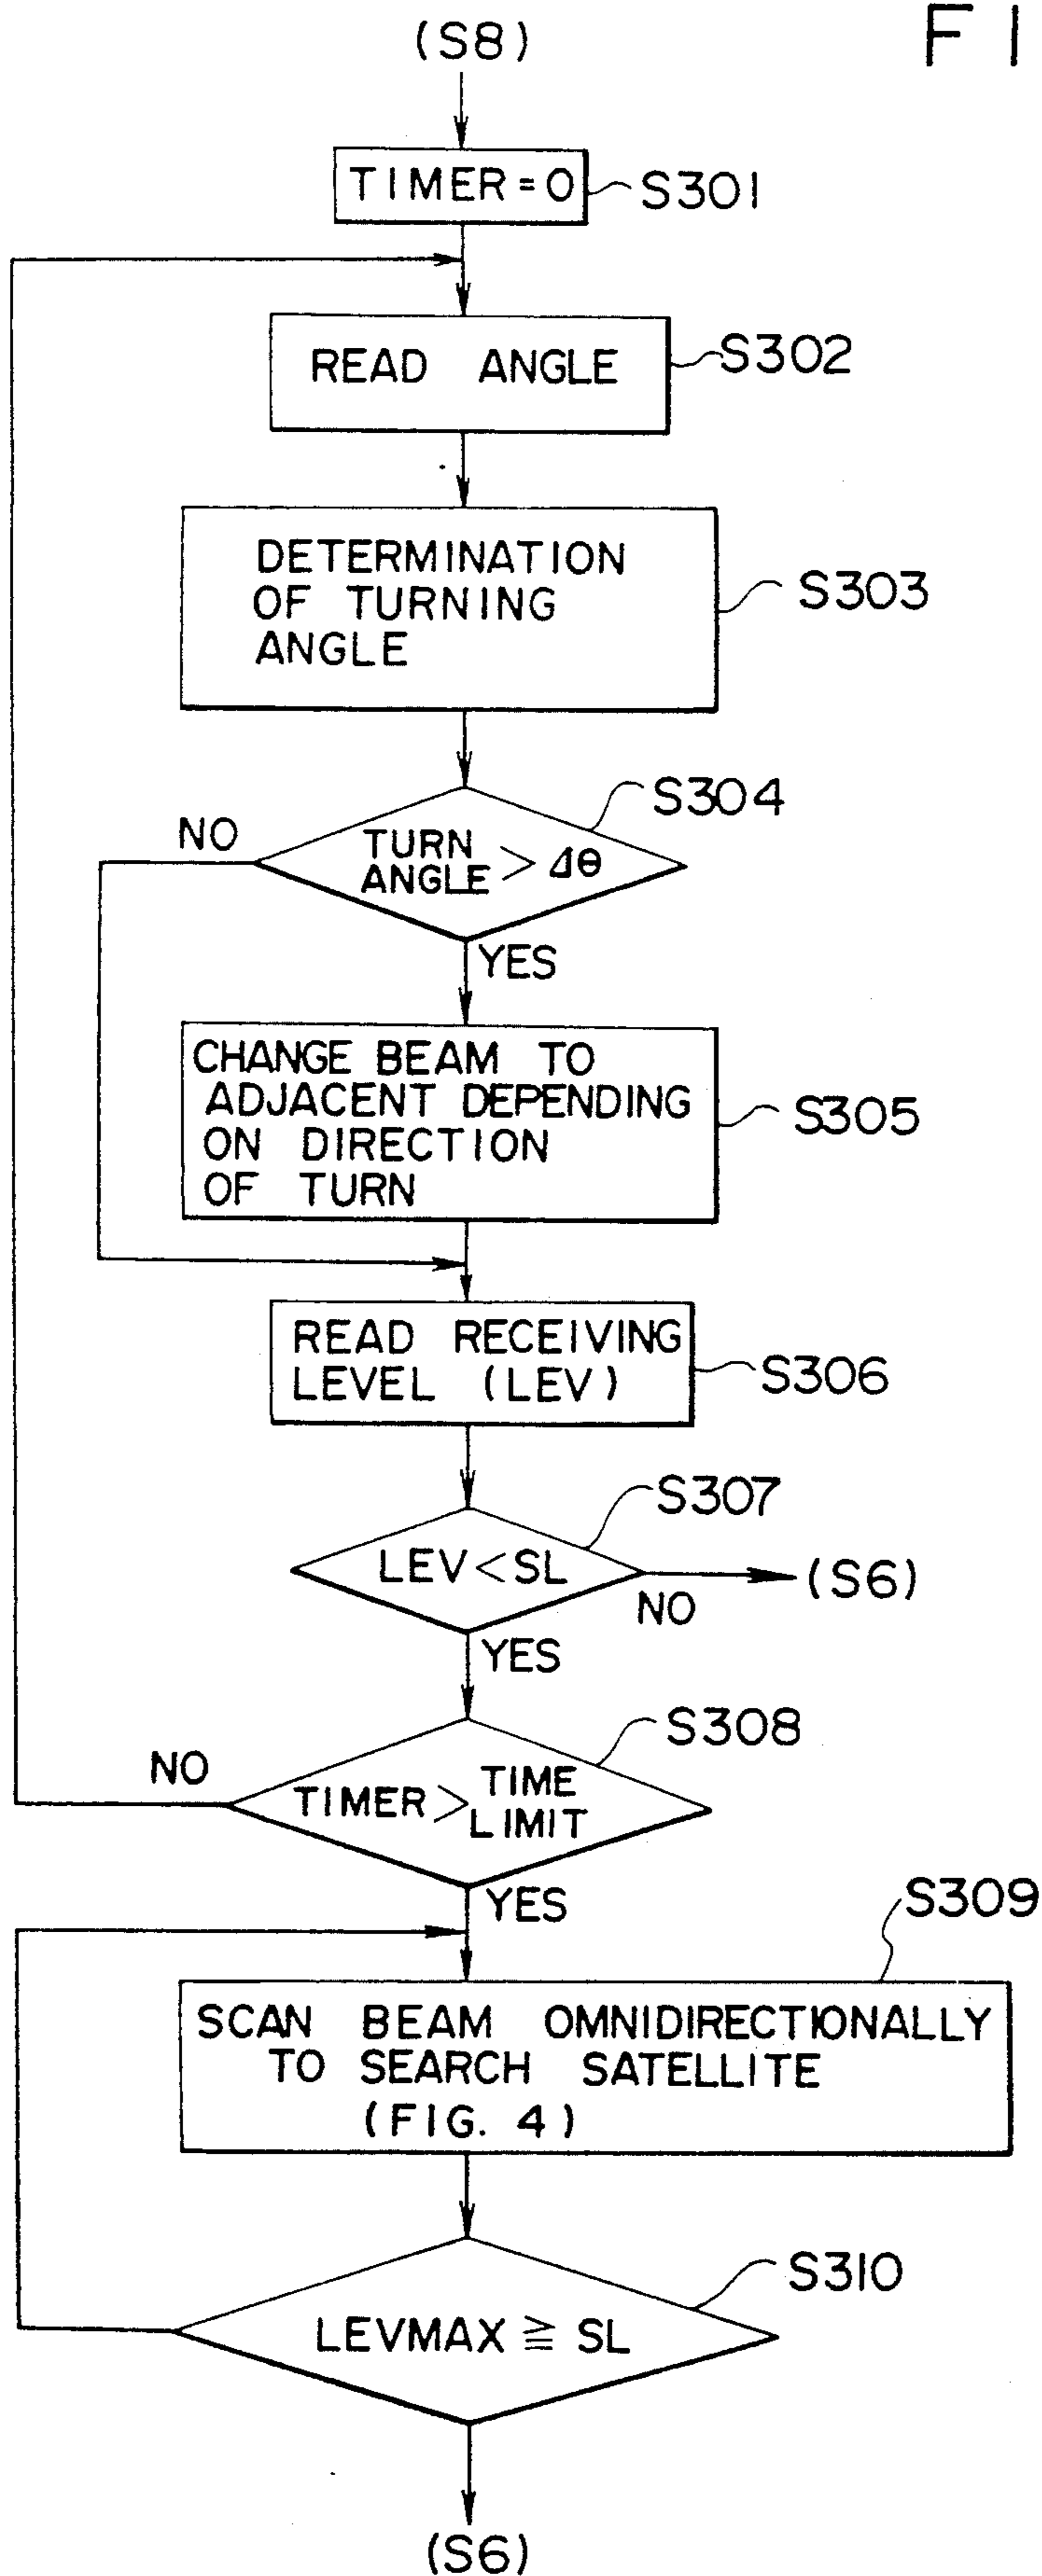 F I
(S8)
TIMER = 0
S301
READ ANGLE
S302
DETERMINATION
OF TURNING
ANGLE
S303
S304
NO
TURN
ANGLE > Δθ
YES
CHANGE BEAM TO
ADJACENT DEPENDING
ON DIRECTION
OF TURN
S305
READ RECEIVING
LEVEL (LEV)
S306
S307
LEV < SL
(S6)
NO
YES
S308
NO
TIMER > TIME
LIMIT
YES
S309
SCAN BEAM OMNIDIRECTIONALLY
TO SEARCH SATELLITE
(FIG. 4)
S310
LEVMAX ≧ SL
(S6)